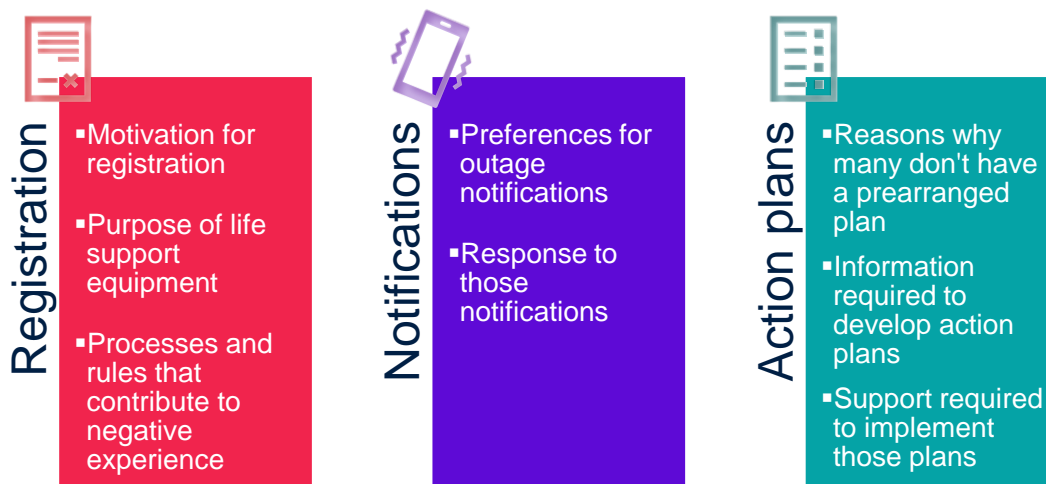 Registration
▪Motivation for
registration
▪Purpose of life
support
equipment
▪Processes and
rules that
contribute to
negative
experience
Notifications
▪Preferences for
outage
notifications
▪Response to
those
notifications
Action plans
▪Reasons why
many don't have
a prearranged
plan
▪Information
required to
develop action
plans
▪Support required
to implement
those plans